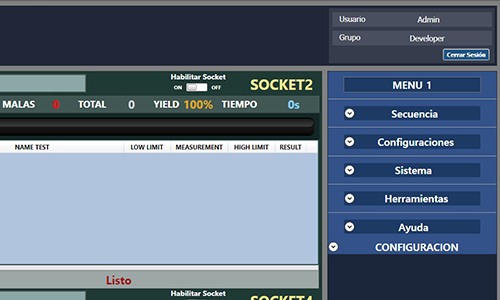 Usuario Admin
Grupo Developer
Cerrar Sesión
Habilitar Socket
ON OFF
SOCKET2
MALAS 0 TOTAL 0 YIELD 100% TIEMPO 0s
NAME TEST LOW LIMIT MEASUREMENT HIGH LIMIT RESULT
Listo
Habilitar Socket
SOCKET4
MENU 1
Secuencia
Configuraciones
Sistema
Herramientas
Ayuda
CONFIGURACION